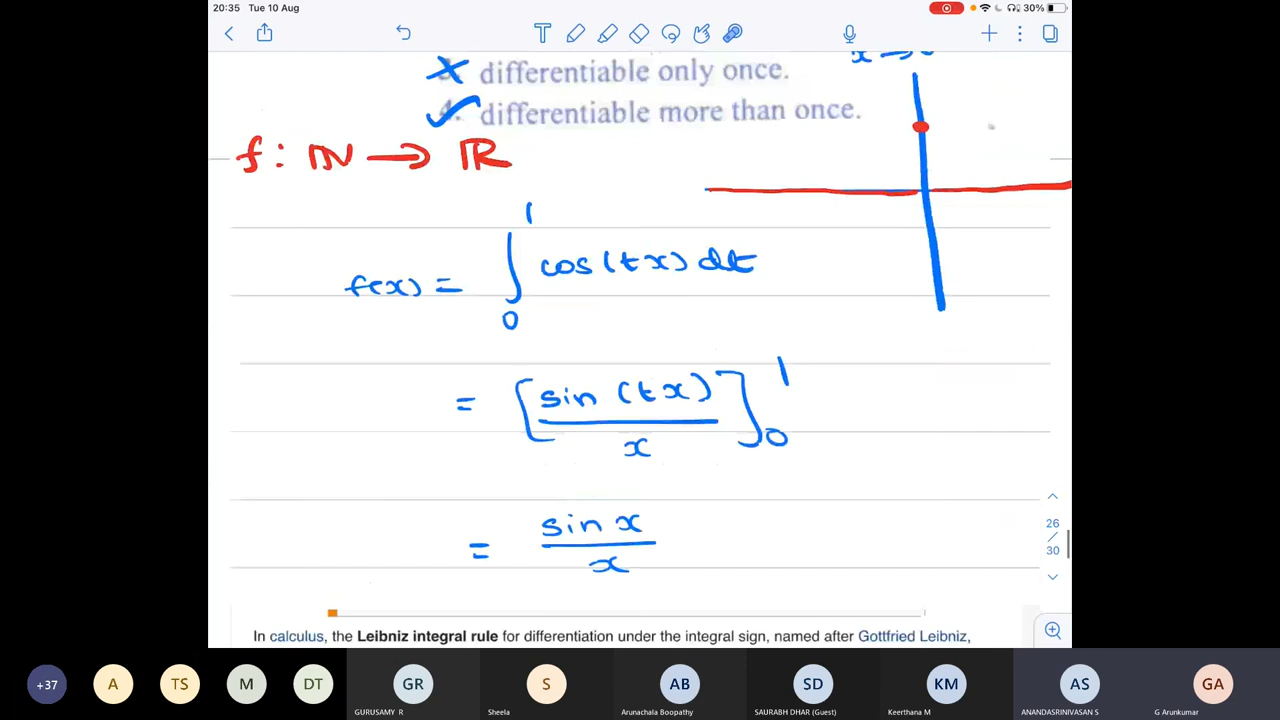 20:35 Tue 10 Aug
30%
differentiable only once.
4. differentiable more than once.
f: ℕ → ℝ
f(x) = ∫₀¹ cos(tx) dt
= [sin(tx)/x]₀¹
= sin x/x
26
/
30
In calculus, the Leibniz integral rule for differentiation under the integral sign, named after Gottfried Leibniz,
+37 A TS M DT GR S AB SD KM AS GA
GURUSAMY R Sheela Arunachala Boopathy SAURABH DHAR (Guest) Keerthana M ANANDASRINIVASAN S G Arunkumar